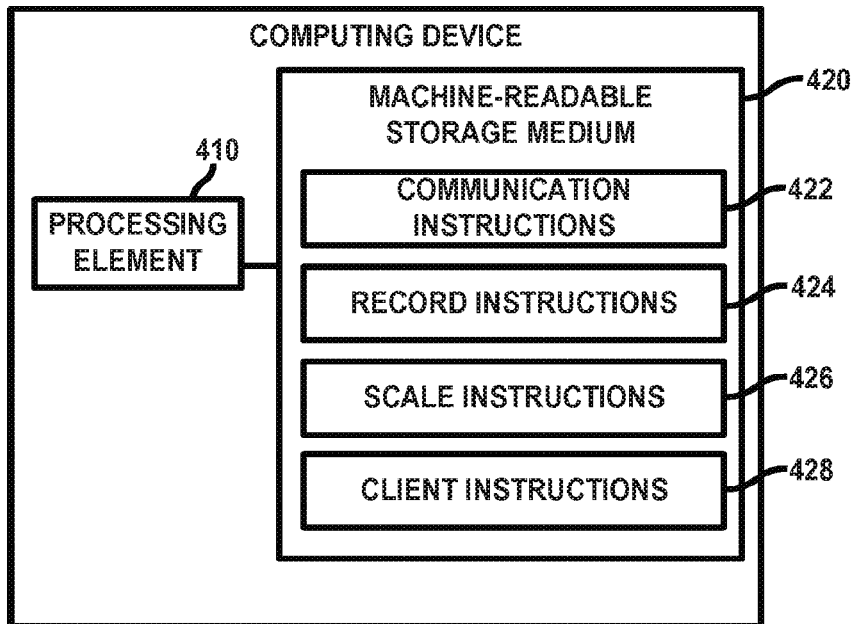 COMPUTING DEVICE
MACHINE-READABLE
STORAGE MEDIUM
420
410
PROCESSING
ELEMENT
COMMUNICATION
INSTRUCTIONS
422
RECORD INSTRUCTIONS
424
SCALE INSTRUCTIONS
426
CLIENT INSTRUCTIONS
428